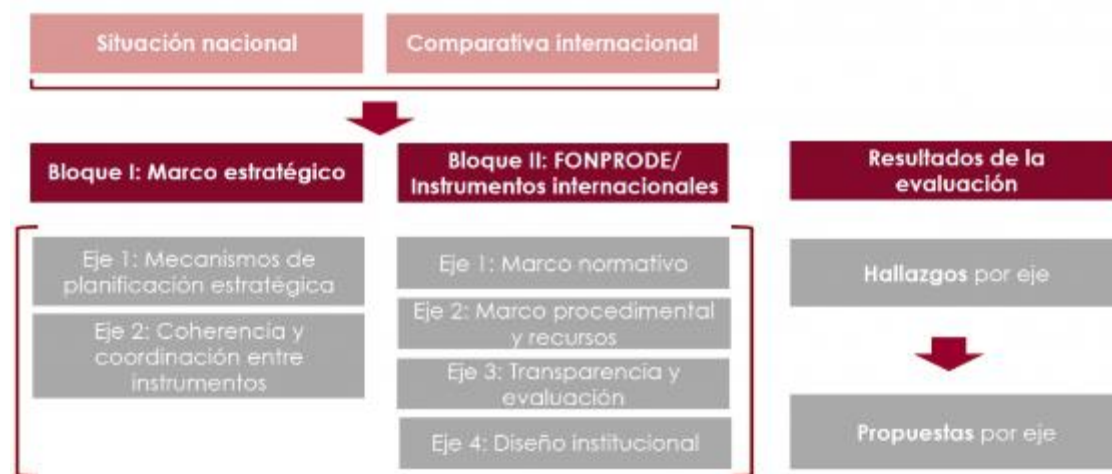 Situación nacional
Comparativa internacional
Bloque I: Marco estratégico
Bloque II: FONPRODE/
Instrumentos internacionales
Resultados de la
evaluación
Eje 1: Mecanismos de
planificación estratégica
Eje 2: Coherencia y
coordinación entre
instrumentos
Eje 1: Marco normativo
Eje 2: Marco procedimental
y recursos
Eje 3: Transparencia y
evaluación
Eje 4: Diseño institucional
Hallazgos por eje
Propuestas por eje